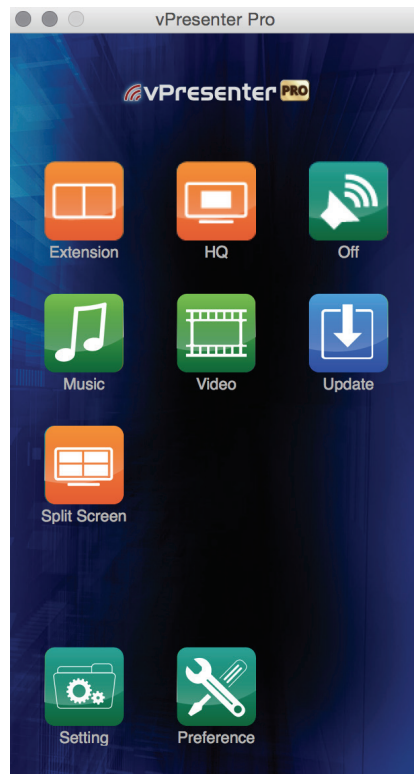 vPresenter Pro
vPresenter PRO
Extension
HQ
Off
Music
Video
Update
Split Screen
Setting
Preference